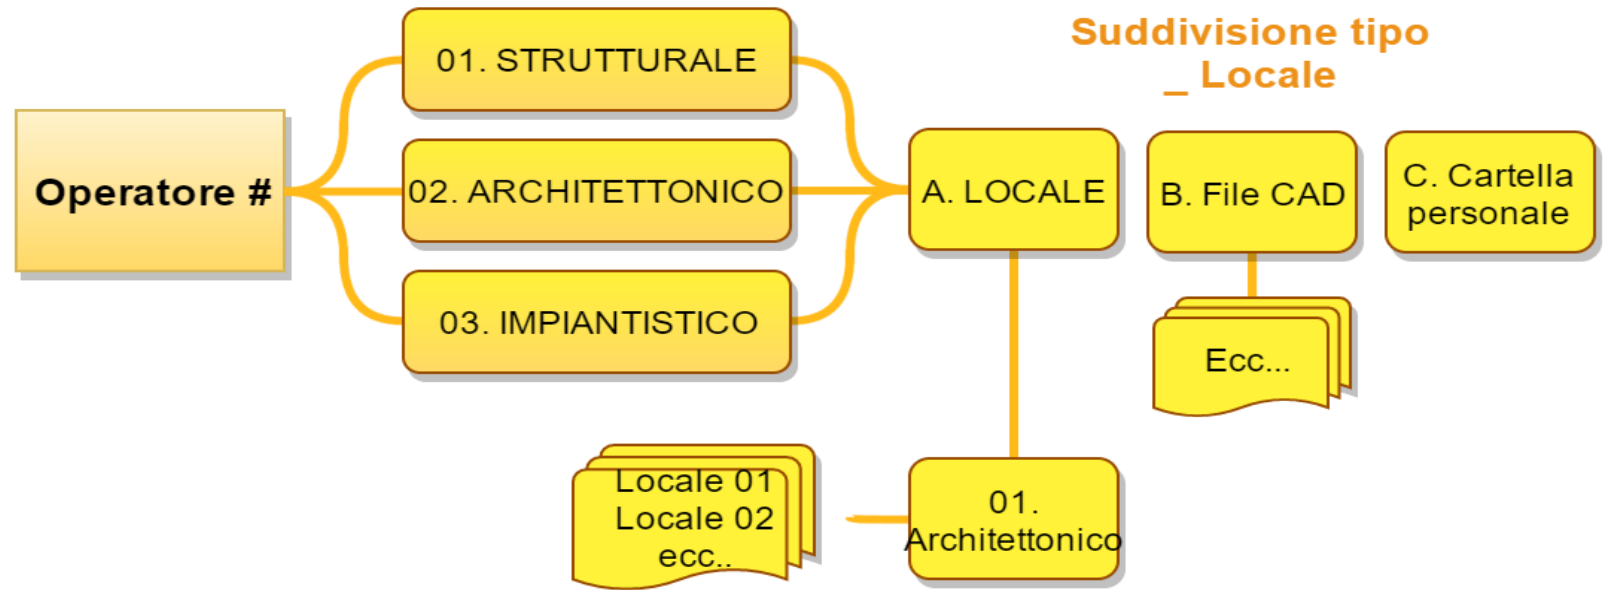 Suddivisione tipo
_ Locale
Operatore #
01. STRUTTURALE
02. ARCHITETTONICO
03. IMPIANTISTICO
A. LOCALE
B. File CAD
C. Cartella
personale
Ecc...
Locale 01
Locale 02
ecc..
01.
Architettonico